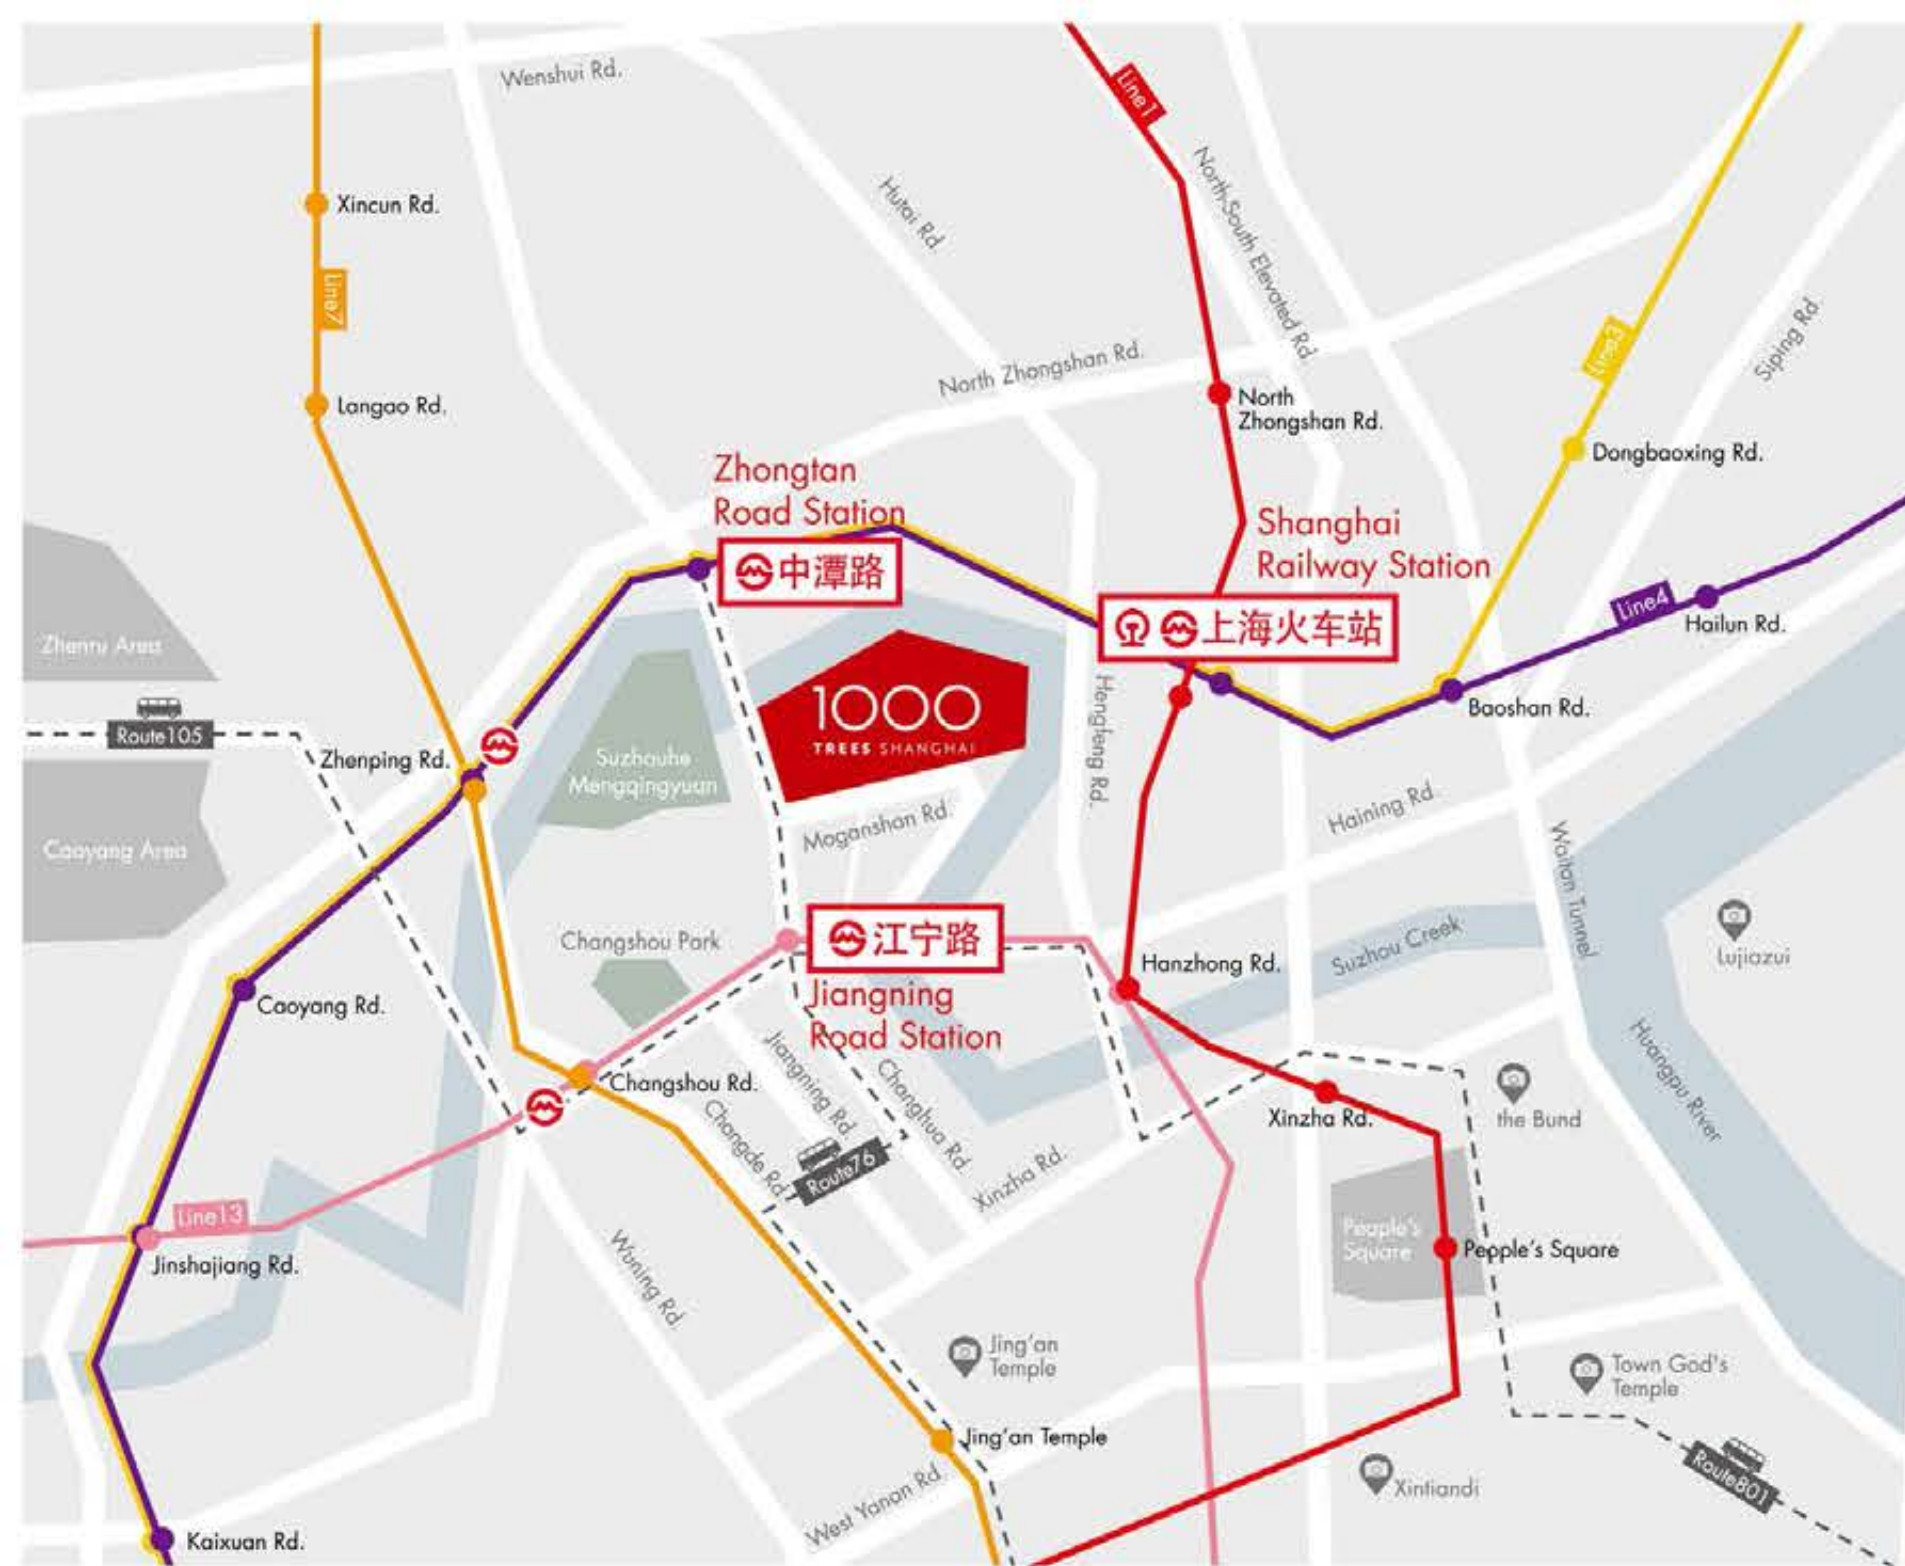 Wenshui Rd.
Line1
Xincun Rd.
Hutai Rd.
North-South Elevated Rd.
Line7
Line3
Siping Rd.
North Zhongshan Rd.
Langao Rd.
North
Zhongshan Rd.
Dongbaoxing Rd.
Zhongtan
Road Station
中潭路
Shanghai
Railway Station
上海火车站
Line4
Hailun Rd.
Zhenru Area
Route105
Zhenping Rd.
Suzhouhe
Mengqingyuan
1000
TREES SHANGHAI
Hengfeng Rd.
Baoshan Rd.
Moganshan Rd.
Haining Rd
Caoyang Area
Waitan Tunnel
Changshou Park
江宁路
Jiangning
Road Station
Hanzhong Rd.
Suzhou Creek
Lujiazui
Caoyang Rd.
Changshou Rd.
Jiangning Rd.
Changhua Rd.
Changde Rd.
Route76
Xinzha Rd.
Xinzha Rd.
the Bund
Huangpu River
Line13
Jinshajiang Rd.
Wuning Rd.
People's
Square
People's Square
Jing'an
Temple
Town God's
Temple
Jing'an Temple
West Yanan Rd.
Xintiandi
Route801
Kaixuan Rd.